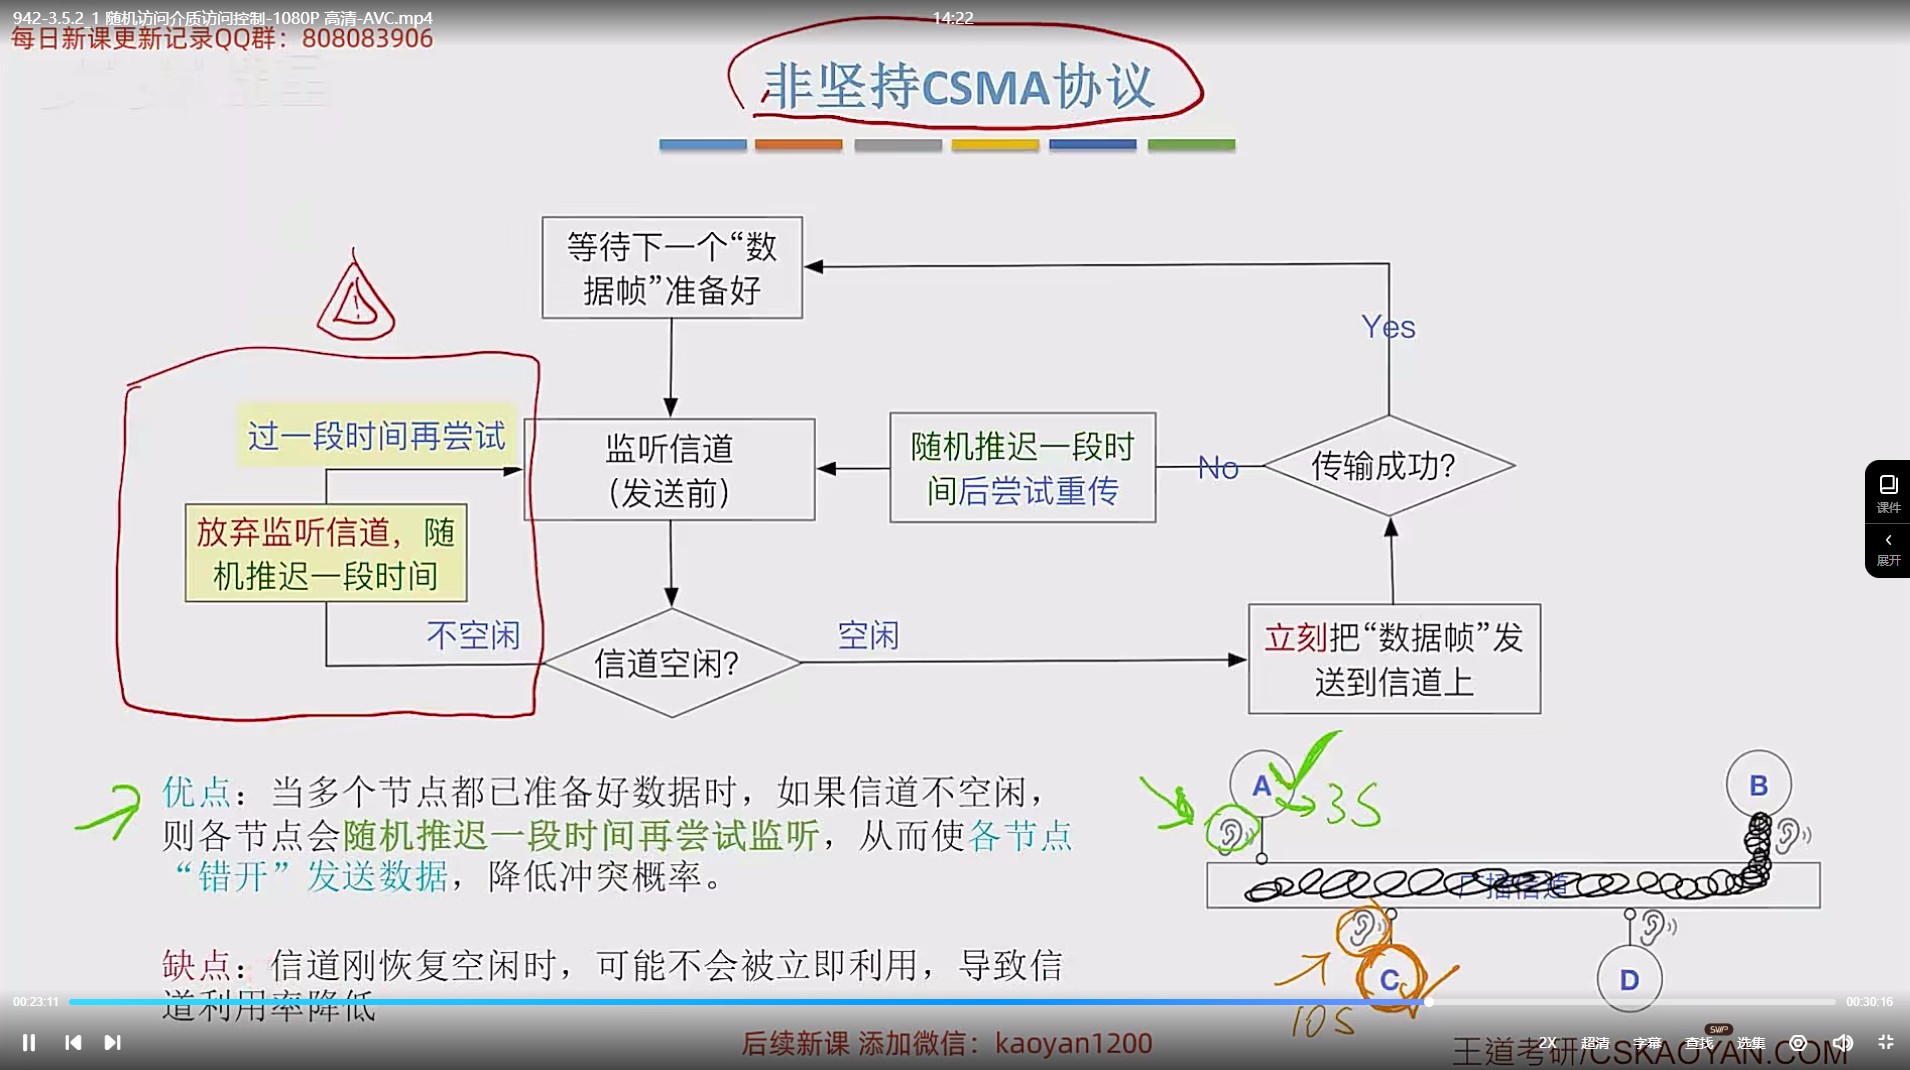 942-3.5.2_1 随机访问介质访问控制-1080P 高清-AVC.mp4
14:22
每日新课更新记录QQ群：808083906
非坚持CSMA协议
等待下一个“数
据帧”准备好
Yes
过一段时间再尝试
监听信道
（发送前）
随机推迟一段时
间后尝试重传
No
传输成功？
放弃监听信道，随
机推迟一段时间
不空闲
信道空闲？
空闲
立刻把“数据帧”发
送到信道上
课件
展开
优点：当多个节点都已准备好数据时，如果信道不空闲，
则各节点会随机推迟一段时间再尝试监听，从而使各节点
“错开”发送数据，降低冲突概率。
缺点：信道刚恢复空闲时，可能不会被立即利用，导致信
道利用率降低
A
3S
B
广播信道
C
10S
D
00:23:11
00:30:16
后续新课 添加微信：kaoyan1200
王道考研/CSKAOYAN.COM
2X
超清
字幕
查找
SWP
选集